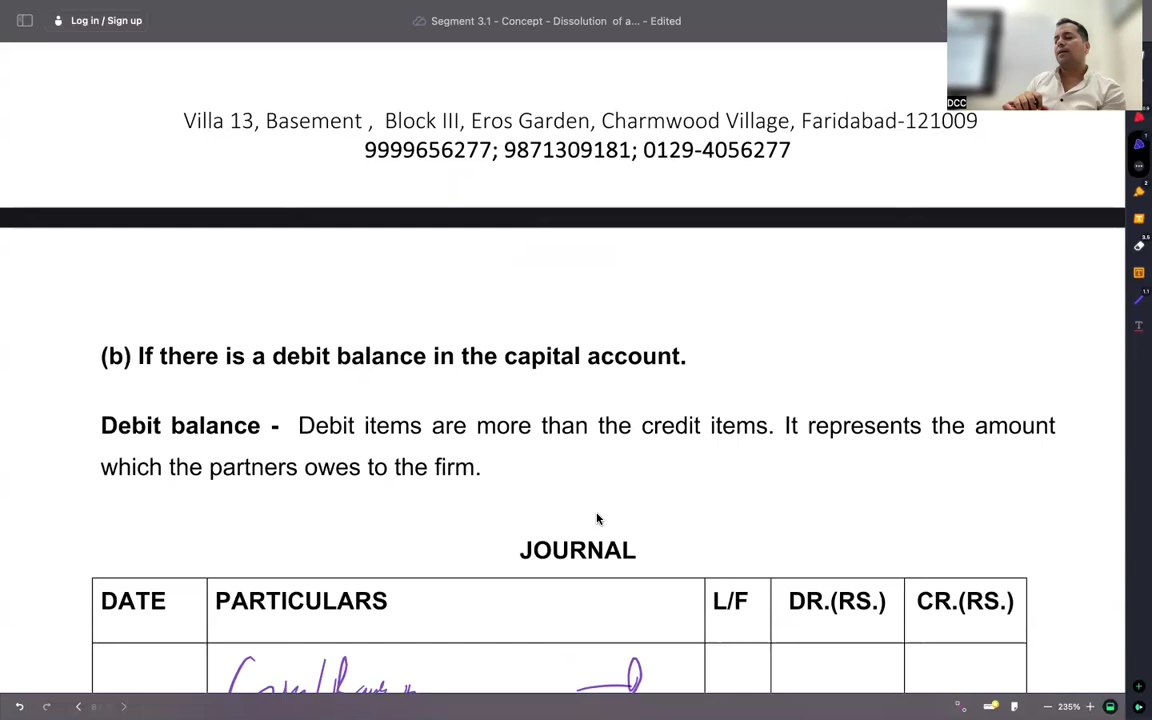 Log in / Sign up
Segment 3.1 - Concept - Dissolution of a... - Edited
DCC
Villa 13, Basement , Block III, Eros Garden, Charmwood Village, Faridabad-121009
9999656277; 9871309181; 0129-4056277
(b) If there is a debit balance in the capital account.
Debit balance - Debit items are more than the credit items. It represents the amount
which the partners owes to the firm.
JOURNAL
DATE PARTICULARS L/F DR.(RS.) CR.(RS.)
235%